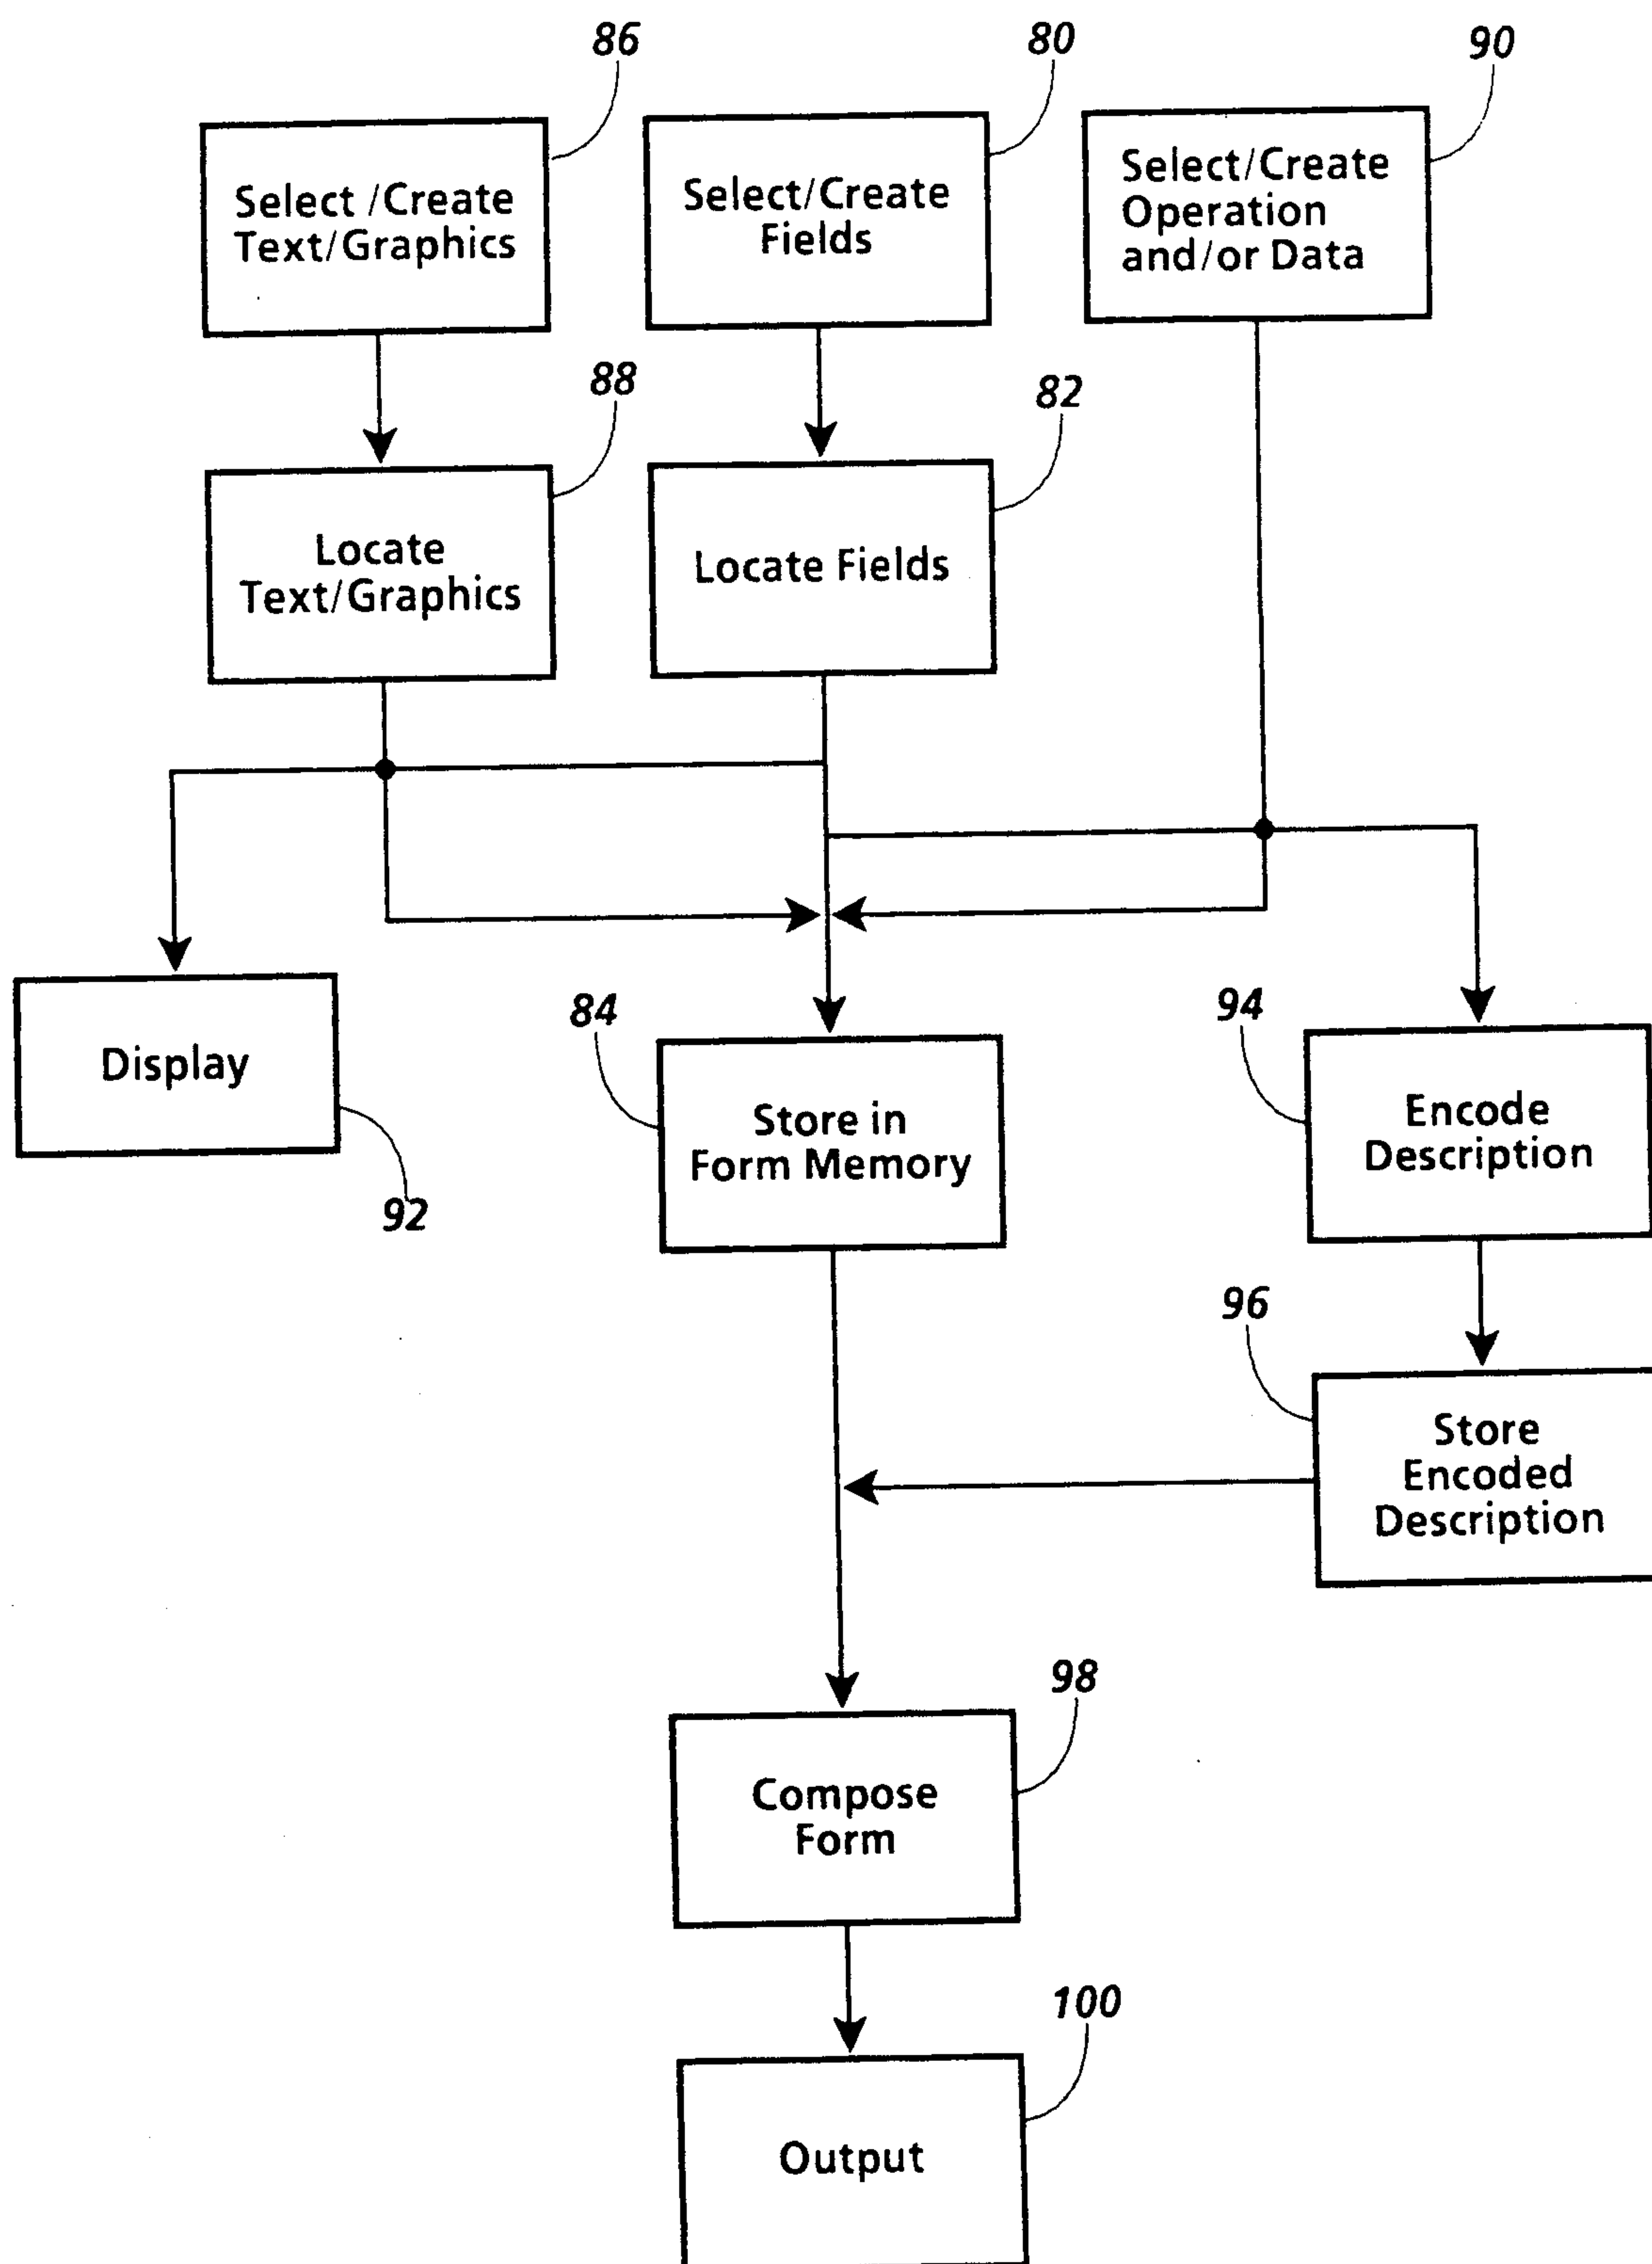 86
80
90
Select /Create
Text/Graphics
Select/Create
Fields
Select/Create
Operation
and/or Data
88
82
Locate
Text/Graphics
Locate Fields
Display
92
84
Store in
Form Memory
94
Encode
Description
96
Store
Encoded
Description
98
Compose
Form
100
Output